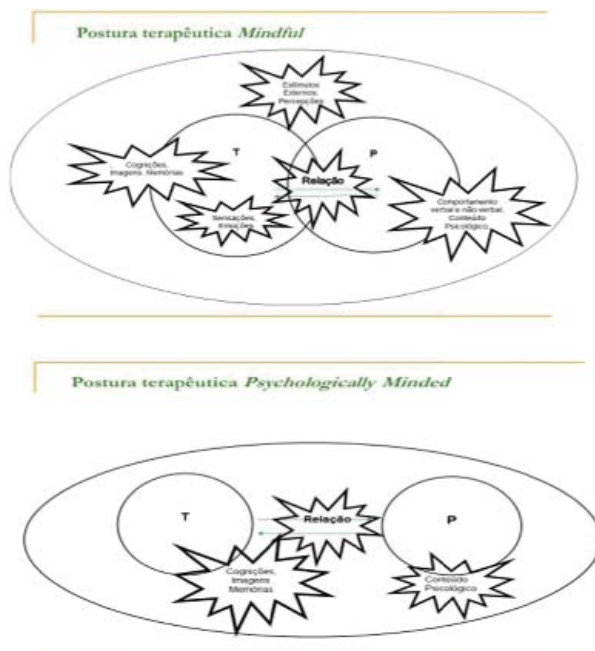 Postura terapêutica Mindful
Estímulos
Externos,
Percepções
T
P
Cognições,
Imagens, Memórias
Relação
Sensações,
Emoções
Comportamento
verbal e não verbal,
Conteúdo
Psicológico
Postura terapêutica Psychologically Minded
T
Relação
P
Cognições,
Imagens
Memórias
Conteúdo
Psicológico